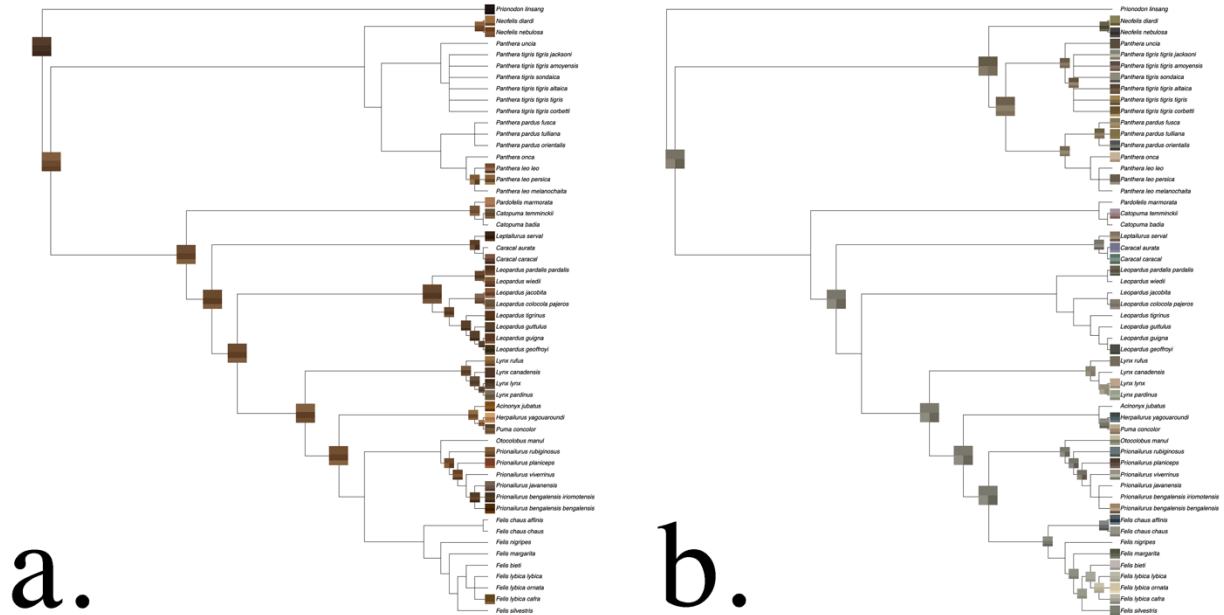 Prionodon linsang
Neofelis diardi
Neofelis nebulosa
Panthera uncia
Panthera tigris tigris jacksoni
Panthera tigris tigris amoyensis
Panthera tigris sondaica
Panthera tigris tigris altaica
Panthera tigris tigris tigris
Panthera tigris tigris corbetti
Panthera pardus fusca
Panthera pardus tulliana
Panthera pardus orientalis
Panthera onca
Panthera leo leo
Panthera leo persica
Panthera leo melanochaita
Pardofelis marmorata
Catopuma temminckii
Catopuma badia
Leptailurus serval
Caracal aurata
Caracal caracal
Leopardus pardalis pardalis
Leopardus wiedii
Leopardus jacobita
Leopardus colocola pajeros
Leopardus tigrinus
Leopardus guttulus
Leopardus guigna
Leopardus geoffroyi
Lynx rufus
Lynx canadensis
Lynx lynx
Lynx pardinus
Acinonyx jubatus
Herpailurus yagouaroundi
Puma concolor
Otocolobus manul
Prionailurus rubiginosus
Prionailurus planiceps
Prionailurus viverrinus
Prionailurus javanensis
Prionailurus bengalensis iriomotensis
Prionailurus bengalensis bengalensis
Felis chaus affinis
Felis chaus chaus
Felis nigripes
Felis margarita
Felis bieti
Felis lybica lybica
Felis lybica ornata
Felis lybica cafra
Felis silvestris
a.
Prionodon linsang
Neofelis diardi
Neofelis nebulosa
Panthera uncia
Panthera tigris tigris jacksoni
Panthera tigris tigris amoyensis
Panthera tigris sondaica
Panthera tigris tigris altaica
Panthera tigris tigris tigris
Panthera tigris tigris corbetti
Panthera pardus fusca
Panthera pardus tulliana
Panthera pardus orientalis
Panthera onca
Panthera leo leo
Panthera leo persica
Panthera leo melanochaita
Pardofelis marmorata
Catopuma temminckii
Catopuma badia
Leptailurus serval
Caracal aurata
Caracal caracal
Leopardus pardalis pardalis
Leopardus wiedii
Leopardus jacobita
Leopardus colocola pajeros
Leopardus tigrinus
Leopardus guttulus
Leopardus guigna
Leopardus geoffroyi
Lynx rufus
Lynx canadensis
Lynx lynx
Lynx pardinus
Acinonyx jubatus
Herpailurus yagouaroundi
Puma concolor
Otocolobus manul
Prionailurus rubiginosus
Prionailurus planiceps
Prionailurus viverrinus
Prionailurus javanensis
Prionailurus bengalensis iriomotensis
Prionailurus bengalensis bengalensis
Felis chaus affinis
Felis chaus chaus
Felis nigripes
Felis margarita
Felis bieti
Felis lybica lybica
Felis lybica ornata
Felis lybica cafra
Felis silvestris
b.